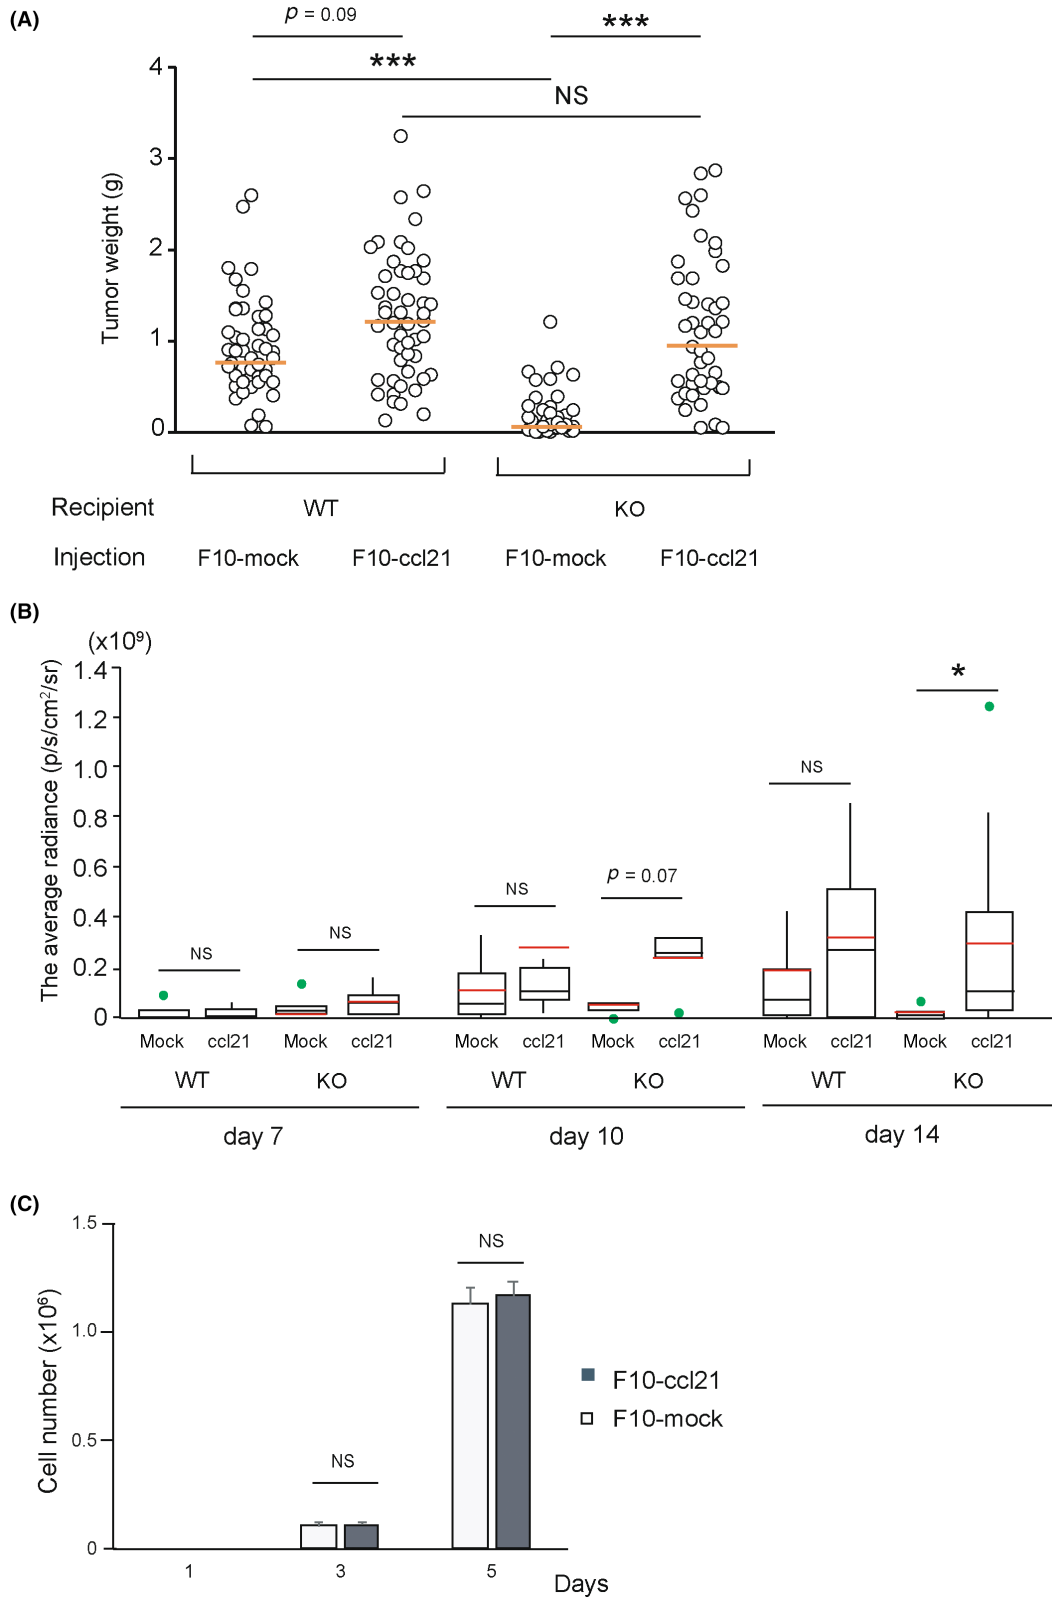 (A)
p = 0.09
***
***
NS
4
3
2
1
0
Tumor weight (g)
Recipient
WT
KO
Injection
F10-mock
F10-ccl21
F10-mock
F10-ccl21
(B)
(x10⁹)
1.4
1.2
1.0
0.8
0.6
0.4
0.2
0
The average radiance (p/s/cm²/sr)
NS
NS
NS
p = 0.07
NS
*
Mock
ccl21
Mock
ccl21
Mock
ccl21
Mock
ccl21
Mock
ccl21
Mock
ccl21
WT
KO
WT
KO
WT
KO
day 7
day 10
day 14
(C)
1.5
1.0
0.5
0
Cell number (x10⁶)
NS
NS
F10-ccl21
F10-mock
1
3
5
Days